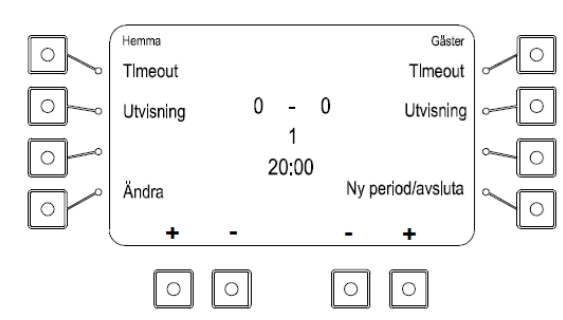 Hemma Gäster
TImeout TImeout
Utvisning 0 - 0 Utvisning
1
20:00
Ändra Ny period/avsluta
+ - - +